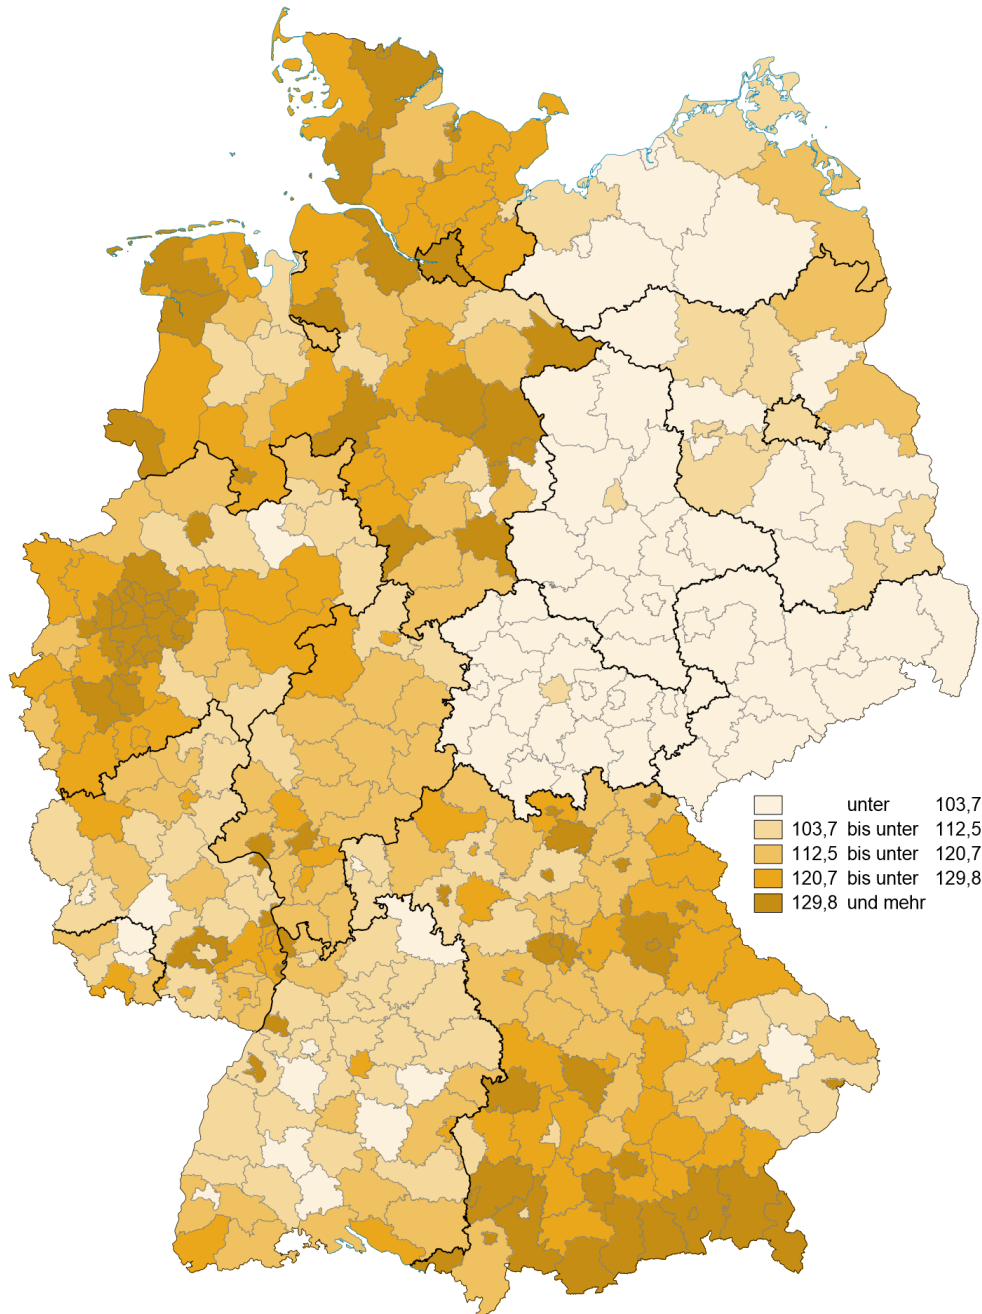 unter 103,7
103,7 bis unter 112,5
112,5 bis unter 120,7
120,7 bis unter 129,8
129,8 und mehr